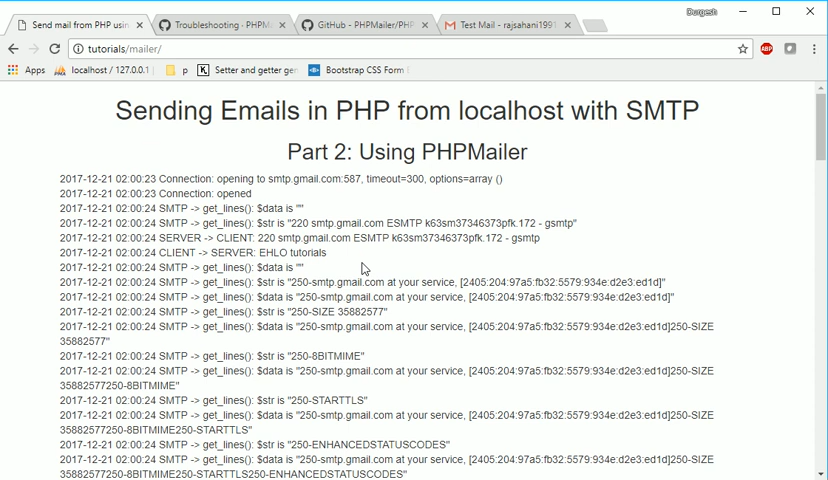 Durgesh
Send mail from PHP usin
Troubleshooting · PHPM
GitHub - PHPMailer/PHP
Test Mail - rajsahani1991
tutorials/mailer/
Apps
localhost / 127.0.0.1
p
Setter and getter gen
Bootstrap CSS Form
Sending Emails in PHP from localhost with SMTP
Part 2: Using PHPMailer
2017-12-21 02:00:23 Connection: opening to smtp.gmail.com:587, timeout=300, options=array ()
2017-12-21 02:00:23 Connection: opened
2017-12-21 02:00:24 SMTP -> get_lines(): $data is ""
2017-12-21 02:00:24 SMTP -> get_lines(): $str is "220 smtp.gmail.com ESMTP k63sm37346373pfk.172 - gsmtp"
2017-12-21 02:00:24 SERVER -> CLIENT: 220 smtp.gmail.com ESMTP k63sm37346373pfk.172 - gsmtp
2017-12-21 02:00:24 CLIENT -> SERVER: EHLO tutorials
2017-12-21 02:00:24 SMTP -> get_lines(): $data is ""
2017-12-21 02:00:24 SMTP -> get_lines(): $str is "250-smtp.gmail.com at your service, [2405:204:97a5:fb32:5579:934e:d2e3:ed1d]"
2017-12-21 02:00:24 SMTP -> get_lines(): $data is "250-smtp.gmail.com at your service, [2405:204:97a5:fb32:5579:934e:d2e3:ed1d]"
2017-12-21 02:00:24 SMTP -> get_lines(): $str is "250-SIZE 35882577"
2017-12-21 02:00:24 SMTP -> get_lines(): $data is "250-smtp.gmail.com at your service, [2405:204:97a5:fb32:5579:934e:d2e3:ed1d]250-SIZE
35882577"
2017-12-21 02:00:24 SMTP -> get_lines(): $str is "250-8BITMIME"
2017-12-21 02:00:24 SMTP -> get_lines(): $data is "250-smtp.gmail.com at your service, [2405:204:97a5:fb32:5579:934e:d2e3:ed1d]250-SIZE
35882577250-8BITMIME"
2017-12-21 02:00:24 SMTP -> get_lines(): $str is "250-STARTTLS"
2017-12-21 02:00:24 SMTP -> get_lines(): $data is "250-smtp.gmail.com at your service, [2405:204:97a5:fb32:5579:934e:d2e3:ed1d]250-SIZE
35882577250-8BITMIME250-STARTTLS"
2017-12-21 02:00:24 SMTP -> get_lines(): $str is "250-ENHANCEDSTATUSCODES"
2017-12-21 02:00:24 SMTP -> get_lines(): $data is "250-smtp.gmail.com at your service, [2405:204:97a5:fb32:5579:934e:d2e3:ed1d]250-SIZE
35882577250-8BITMIME250-STARTTLS250-ENHANCEDSTATUSCODES"